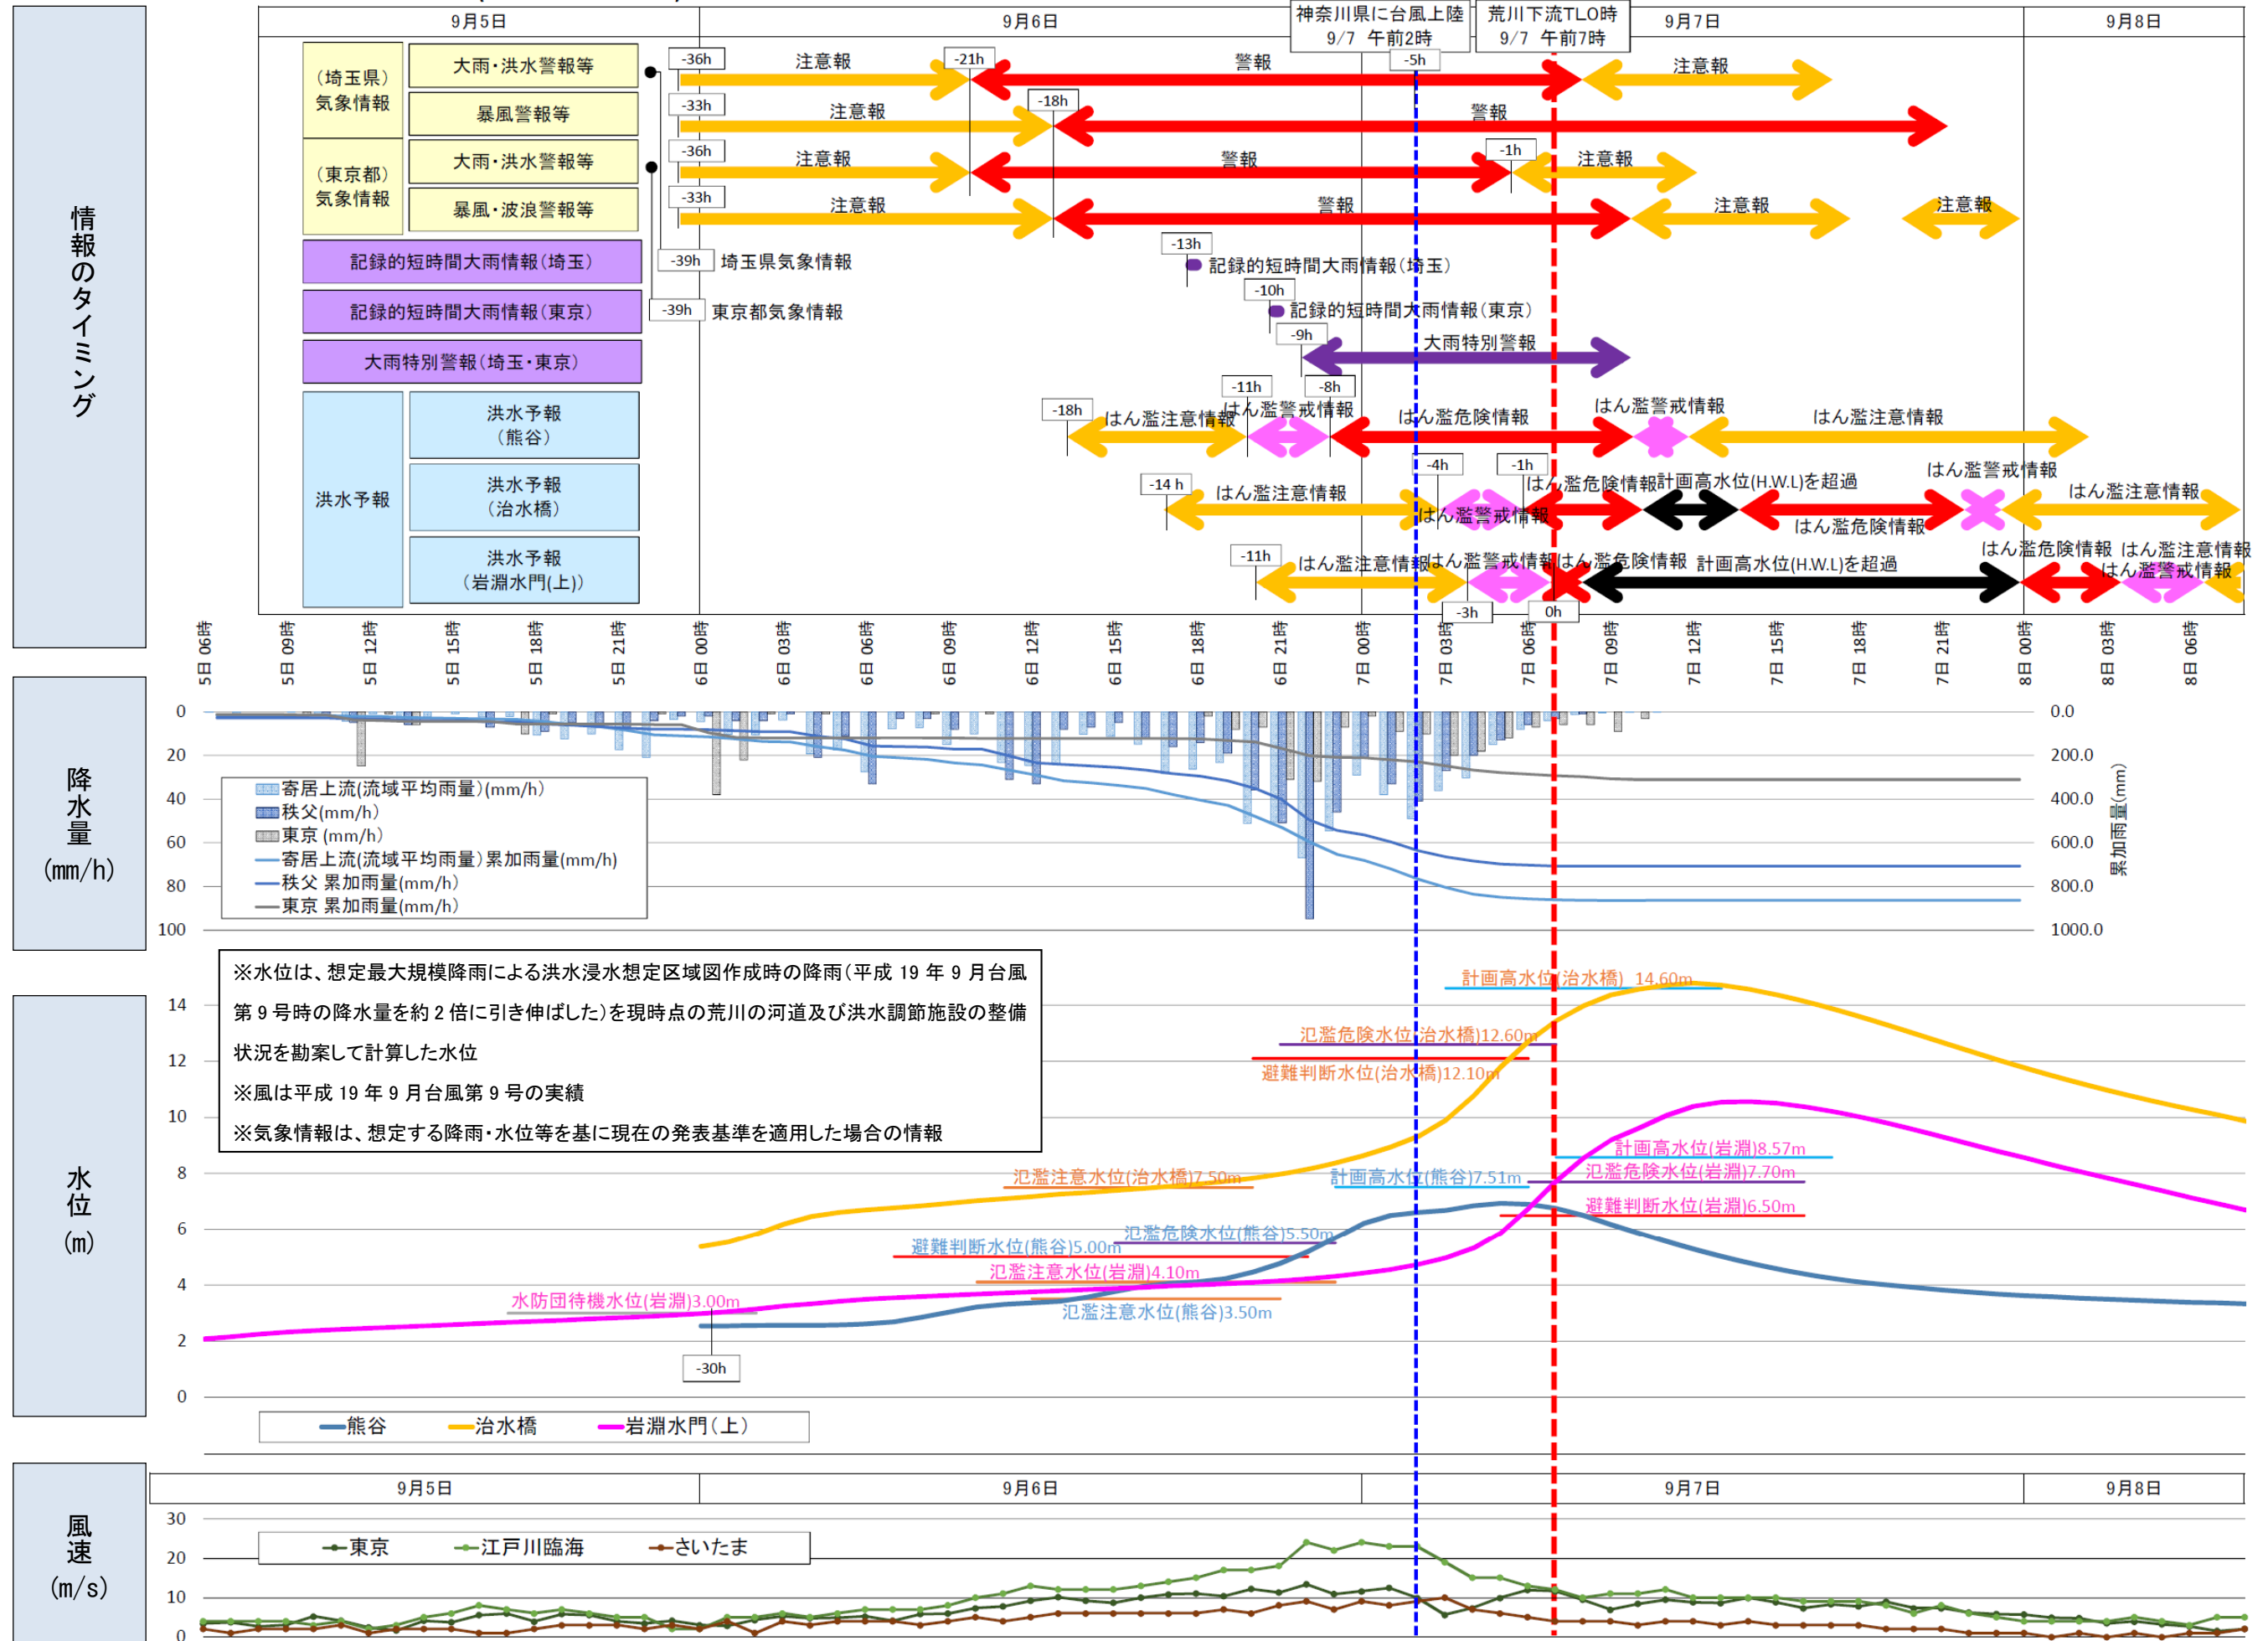 9月5日
9月6日
神奈川県に台風上陸
9/7 午前2時
荒川下流TLO時
9/7 午前7時
9月7日
9月8日
情報のタイミング
(埼玉県)
気象情報
大雨・洪水警報等
-36h
注意報
-21h
警報
-5h
注意報
暴風警報等
-33h
注意報
-18h
警報
(東京都)
気象情報
大雨・洪水警報等
-36h
注意報
警報
-1h
注意報
暴風・波浪警報等
-33h
注意報
警報
注意報
注意報
記録的短時間大雨情報(埼玉)
-39h
埼玉県気象情報
-13h
記録的短時間大雨情報(埼玉)
記録的短時間大雨情報(東京)
-39h
東京都気象情報
-10h
記録的短時間大雨情報(東京)
大雨特別警報(埼玉・東京)
-9h
大雨特別警報
洪水予報
洪水予報
(熊谷)
-18h
はん濫注意情報
-11h
はん濫警戒情報
-8h
はん濫危険情報
はん濫警戒情報
はん濫注意情報
洪水予報
(治水橋)
-14 h
はん濫注意情報
-4h
はん濫警戒情報
-1h
はん濫危険情報
計画高水位(H.W.L)を超過
はん濫危険情報
はん濫警戒情報
はん濫注意情報
洪水予報
(岩淵水門(上)
-11h
はん濫注意情報
-3h
はん濫警戒情報
0h
はん濫危険情報
計画高水位(H.W.L)を超過
はん濫危険情報
はん濫警戒情報
はん濫注意情報
5日 06時
5日 09時
5日 12時
5日 15時
5日 18時
5日 21時
6日 00時
6日 03時
6日 06時
6日 09時
6日 12時
6日 15時
6日 18時
6日 21時
7日 00時
7日 03時
7日 06時
7日 09時
7日 12時
7日 15時
7日 18時
7日 21時
8日 00時
8日 03時
8日 06時
降水量
(mm/h)
0
20
40
60
80
100
寄居上流(流域平均雨量)(mm/h)
秩父(mm/h)
東京 (mm/h)
寄居上流(流域平均雨量)累加雨量(mm/h)
秩父 累加雨量(mm/h)
東京 累加雨量(mm/h)
0.0
200.0
400.0
600.0
800.0
1000.0
累加雨量(mm)
※水位は、想定最大規模降雨による洪水浸水想定区域図作成時の降雨(平成 19 年 9 月台風
第 9 号時の降水量を約 2 倍に引き伸ばした)を現時点の荒川の河道及び洪水調節施設の整備
状況を勘案して計算した水位
※風は平成 19 年 9 月台風第 9 号の実績
※気象情報は、想定する降雨・水位等を基に現在の発表基準を適用した場合の情報
水位
(m)
14
12
10
8
6
4
2
0
計画高水位(治水橋) 14.60m
氾濫危険水位(治水橋)12.60m
避難判断水位(治水橋)12.10m
氾濫注意水位(治水橋)7.50m
計画高水位(熊谷)7.51m
計画高水位(岩淵)8.57m
氾濫危険水位(岩淵)7.70m
避難判断水位(岩淵)6.50m
氾濫危険水位(熊谷)5.50m
避難判断水位(熊谷)5.00m
氾濫注意水位(岩淵)4.10m
水防団待機水位(岩淵)3.00m
氾濫注意水位(熊谷)3.50m
-30h
熊谷
治水橋
岩淵水門(上)
9月5日
9月6日
9月7日
9月8日
風速
(m/s)
30
20
10
0
東京
江戸川臨海
さいたま